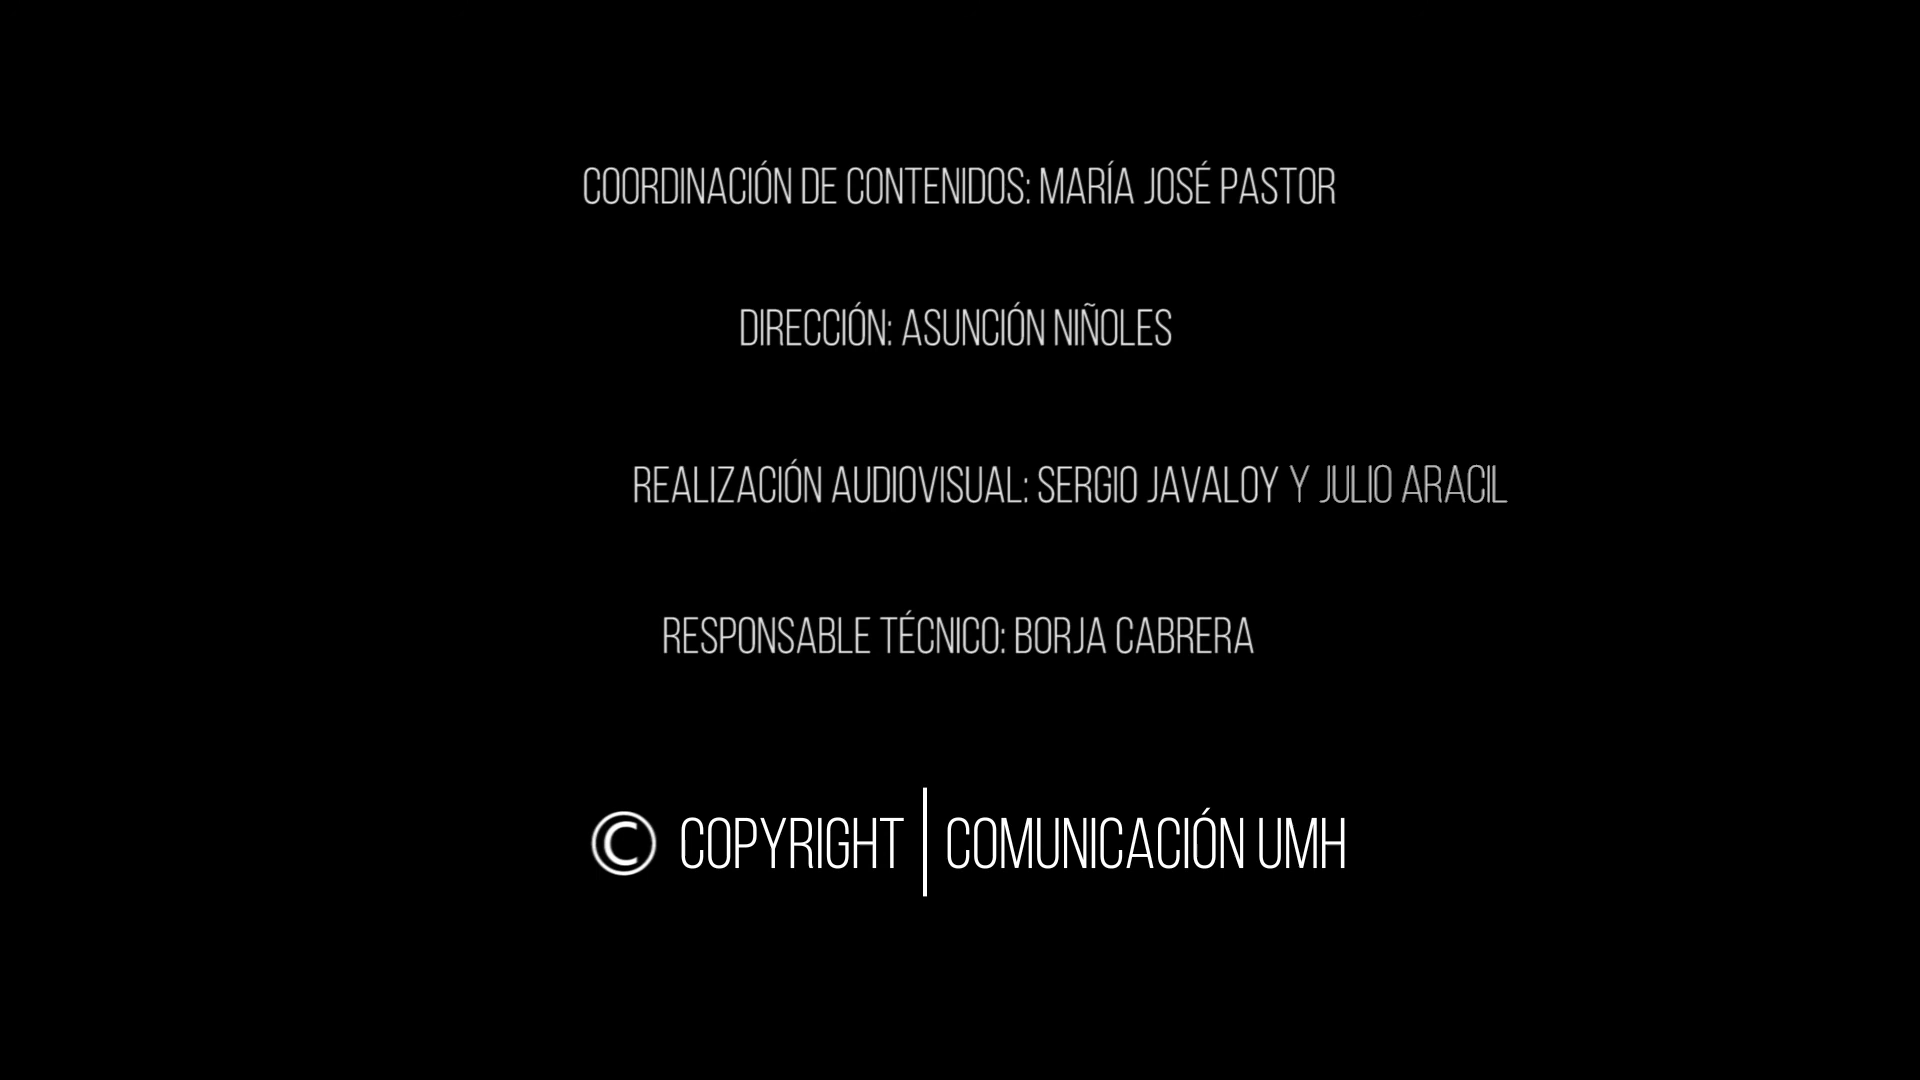 COORDINACIÓN DE CONTENIDOS: MARÍA JOSÉ PASTOR
DIRECCIÓN: ASUNCIÓN NIÑOLES
REALIZACIÓN AUDIOVISUAL: SERGIO JAVALOY Y JULIO ARACIL
RESPONSABLE TÉCNICO: BORJA CABRERA
© COPYRIGHT | COMUNICACIÓN UMH